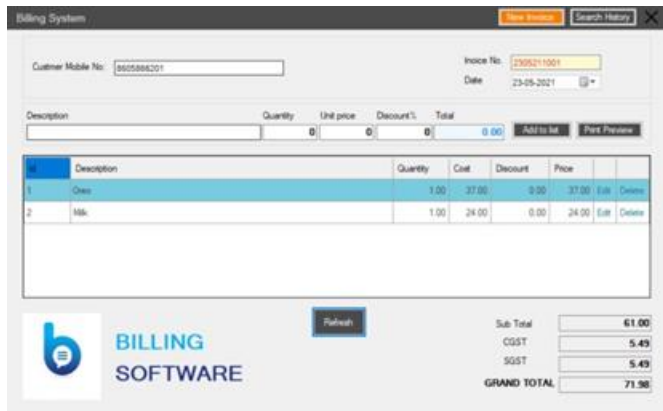 Billing System New Invoice Search History
Custmer Mobile No: 8605866201
Inoice No. 2305211001
Date 23-05-2021
Description Quantity Unit price Discount% Total
0 0 0 0.00 Add to list Print Preview
Id Description Quantity Cost Discount Price
1 Oreo 1.00 37.00 0.00 37.00 Edit Delete
2 Milk 1.00 24.00 0.00 24.00 Edit Delete
Refresh
BILLING
SOFTWARE
Sub Total 61.00
CGST 5.49
SGST 5.49
GRAND TOTAL 71.98